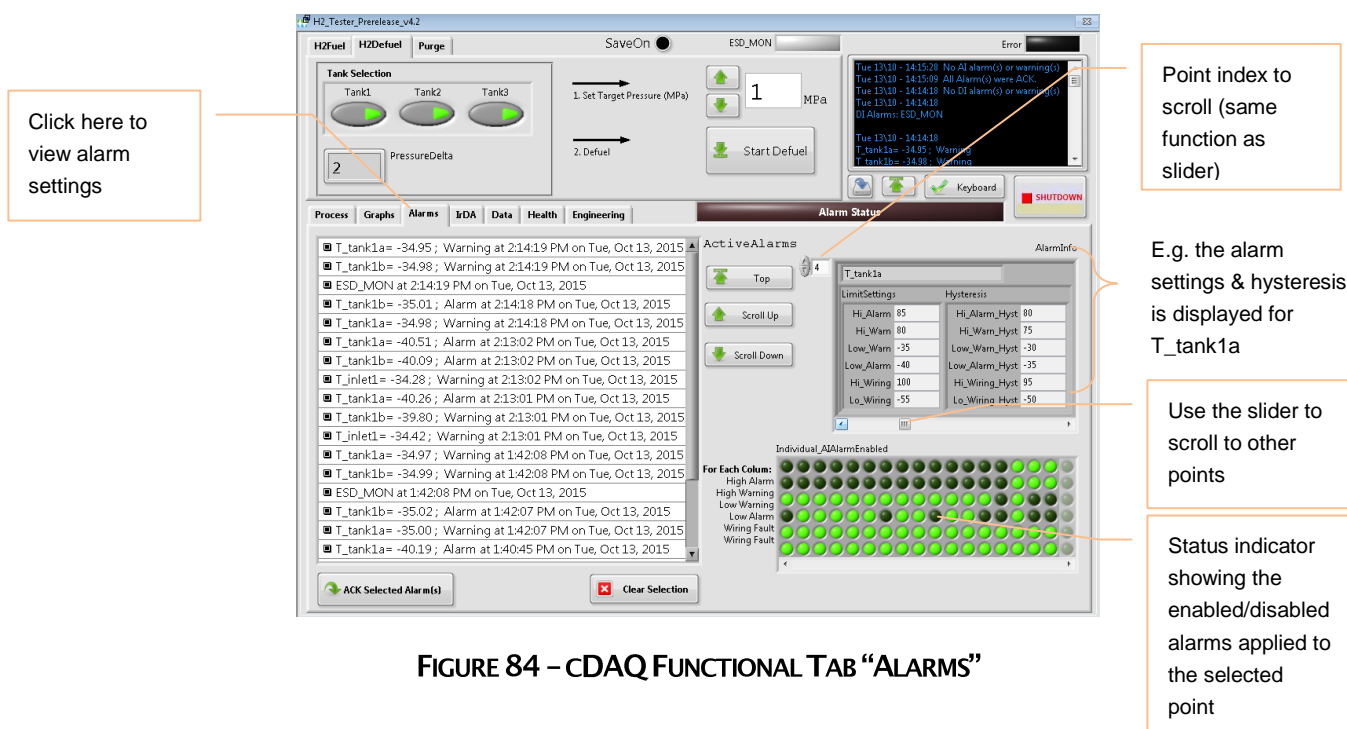 H2_Tester_Prerelease_v4.2
H2Fuel H2Defuel Purge
SaveOn
ESD_MON
Error
Tank Selection
Tank1 Tank2 Tank3
2 PressureDelta
1. Set Target Pressure (MPa)
1 MPa
2. Defuel
Start Defuel
Tue 13\10 - 14:15:28 No AI alarm(s) or warning(s)
Tue 13\10 - 14:15:09 All Alarm(s) were ACK.
Tue 13\10 - 14:14:18 No DI alarm(s) or warning(s)
Tue 13\10 - 14:14:18
DI Alarms: ESD_MON
Tue 13\10 - 14:14:18
T_tank1a= -34.95 ; Warning
T_tank1b= -34.98 ; Warning
Keyboard
SHUTDOWN
Process Graphs Alarms IrDA Data Health Engineering
Alarm Status
T_tank1a= -34.95 ; Warning at 2:14:19 PM on Tue, Oct 13, 2015
T_tank1b= -34.98 ; Warning at 2:14:19 PM on Tue, Oct 13, 2015
ESD_MON at 2:14:19 PM on Tue, Oct 13, 2015
T_tank1b= -35.01 ; Alarm at 2:14:18 PM on Tue, Oct 13, 2015
T_tank1a= -34.98 ; Warning at 2:14:18 PM on Tue, Oct 13, 2015
T_tank1a= -40.51 ; Alarm at 2:13:02 PM on Tue, Oct 13, 2015
T_tank1b= -40.09 ; Alarm at 2:13:02 PM on Tue, Oct 13, 2015
T_inlet1= -34.28 ; Warning at 2:13:02 PM on Tue, Oct 13, 2015
T_tank1a= -40.26 ; Alarm at 2:13:01 PM on Tue, Oct 13, 2015
T_tank1b= -39.80 ; Warning at 2:13:01 PM on Tue, Oct 13, 2015
T_inlet1= -34.42 ; Warning at 2:13:01 PM on Tue, Oct 13, 2015
T_tank1a= -34.97 ; Warning at 1:42:08 PM on Tue, Oct 13, 2015
T_tank1b= -34.99 ; Warning at 1:42:08 PM on Tue, Oct 13, 2015
ESD_MON at 1:42:08 PM on Tue, Oct 13, 2015
T_tank1b= -35.02 ; Alarm at 1:42:07 PM on Tue, Oct 13, 2015
T_tank1a= -35.00 ; Warning at 1:42:07 PM on Tue, Oct 13, 2015
T_tank1a= -40.19 ; Alarm at 1:40:45 PM on Tue, Oct 13, 2015
ACK Selected Alarm(s)
Clear Selection
ActiveAlarms
Top
Scroll Up
Scroll Down
4
AlarmInfo
T_tank1a
LimitSettings Hysteresis
Hi_Alarm 85 Hi_Alarm_Hyst 80
Hi_Warn 80 Hi_Warn_Hyst 75
Low_Warn -35 Low_Warn_Hyst -30
Low_Alarm -40 Low_Alarm_Hyst -35
Hi_Wiring 100 Hi_Wiring_Hyst 95
Lo_Wiring -55 Lo_Wiring_Hyst -50
Individual_AIAlarmEnabled
For Each Colum:
High Alarm
High Warning
Low Warning
Low Alarm
Wiring Fault
Wiring Fault
Click here to
view alarm
settings
Point index to
scroll (same
function as
slider)
E.g. the alarm
settings & hysteresis
is displayed for
T_tank1a
Use the slider to
scroll to other
points
Status indicator
showing the
enabled/disabled
alarms applied to
the selected
point
FIGURE 84 – CDAQ FUNCTIONAL TAB “ALARMS”